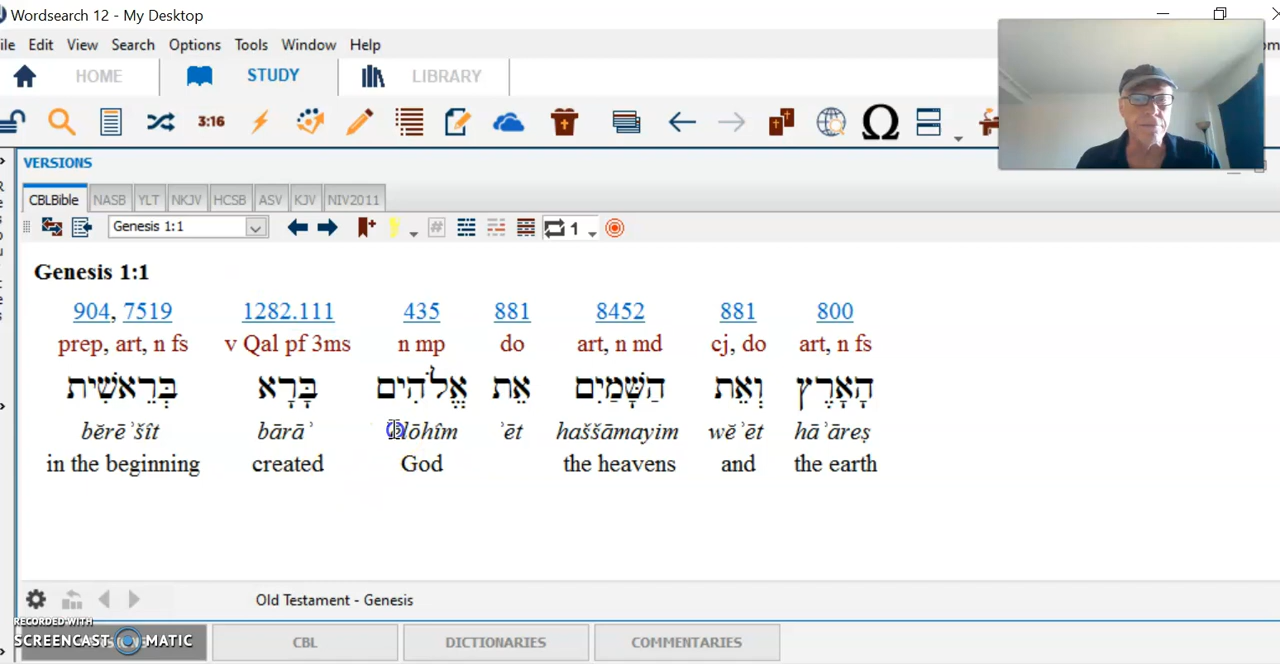 Wordsearch 12 - My Desktop
ile Edit View Search Options Tools Window Help
HOME STUDY LIBRARY
3:16 Ω
VERSIONS
CBLBible NASB YLT NKJV HCSB ASV KJV NIV2011
Genesis 1:1 # 1
Genesis 1:1
904, 7519 1282.111 435 881 8452 881 800
prep, art, n fs v Qal pf 3ms n mp do art, n md cj, do art, n fs
בְּרֵאשִׁית בָּרָא אֱלֹהִים אֵת הַשָּׁמַיִם וְאֵת הָאָרֶץ
bĕrēʾšît bārāʾ lōhîm ʾēt haššāmayim wĕʾēt hāʾāreṣ
in the beginning created God the heavens and the earth
Old Testament - Genesis
RECORDED WITH
SCREENCAST MATIC
CBL DICTIONARIES COMMENTARIES